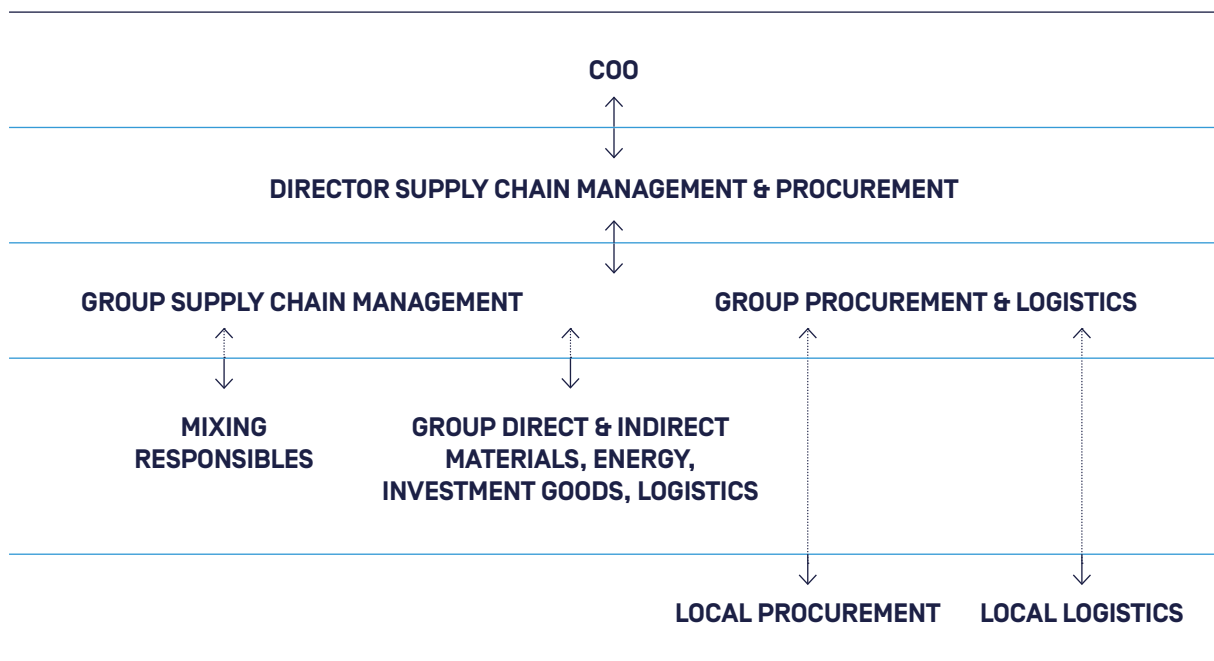 COO
DIRECTOR SUPPLY CHAIN MANAGEMENT & PROCUREMENT
GROUP SUPPLY CHAIN MANAGEMENT
GROUP PROCUREMENT & LOGISTICS
MIXING
RESPONSIBLES
GROUP DIRECT & INDIRECT
MATERIALS, ENERGY,
INVESTMENT GOODS, LOGISTICS
LOCAL PROCUREMENT
LOCAL LOGISTICS